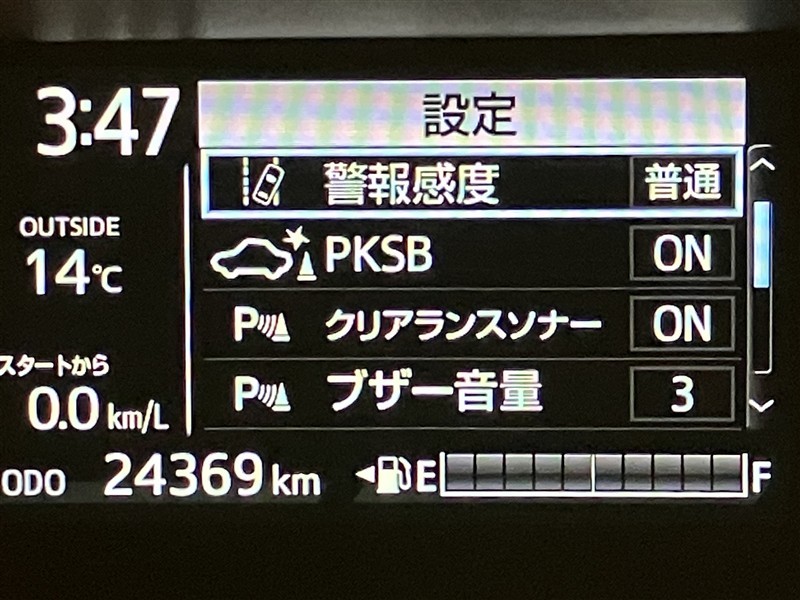 3:47
設定
警報感度 普通
OUTSIDE
14℃
PKSB ON
P クリアランスソナー ON
スタートから
0.0 km/L
P ブザー音量 3
ODO 24369 km
E F